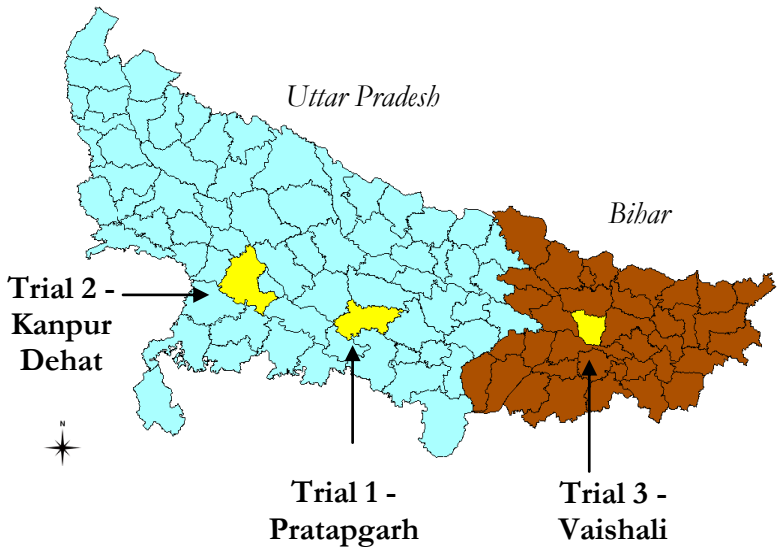 Uttar Pradesh
Bihar
Trial 2 -
Kanpur
Dehat
N
Trial 1 -
Pratapgarh
Trial 3 -
Vaishali